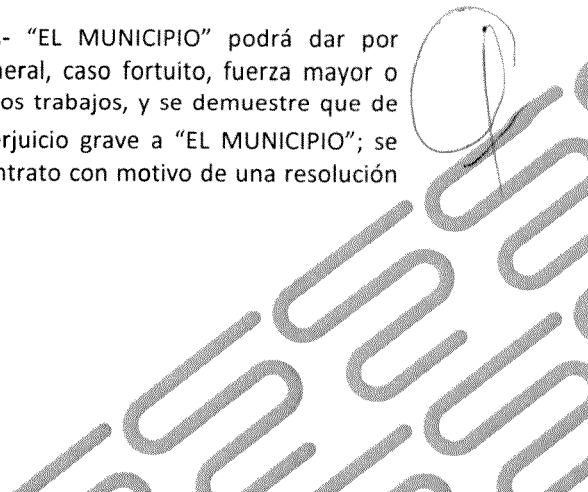 .- “EL MUNICIPIO” podrá dar por
neral, caso fortuito, fuerza mayor o
os trabajos, y se demuestre que de
rjuicio grave a “EL MUNICIPIO”; se
ntrato con motivo de una resolución